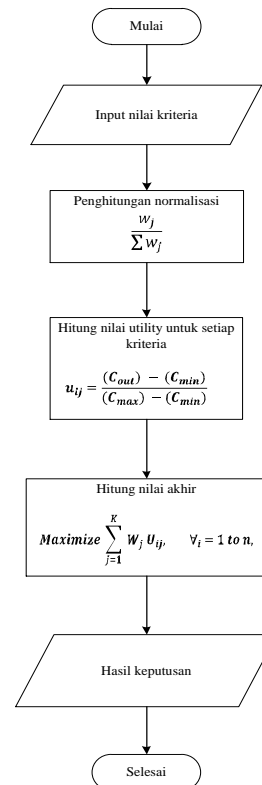 Mulai
Input nilai kriteria
Penghitungan normalisasi
w_j / ∑ w_j
Hitung nilai utility untuk setiap
kriteria
u_ij = (C_out) − (C_min) / (C_max) − (C_min)
Hitung nilai akhir
Maximize ∑_{j=1}^{K} W_j U_ij, ∀_i = 1 to n,
Hasil keputusan
Selesai